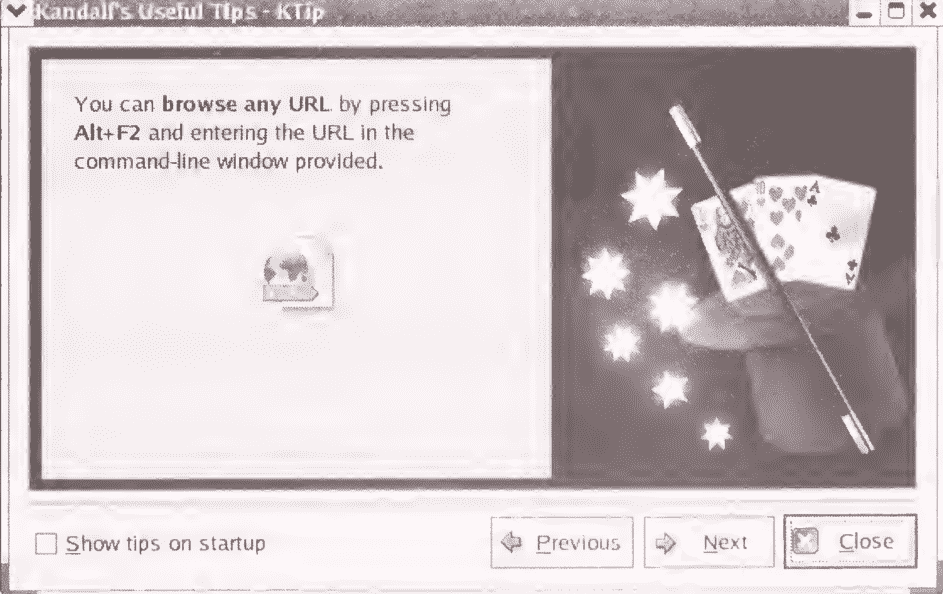 Kandalf's Useful Tips - KTip
You can browse any URL by pressing
Alt+F2 and entering the URL in the
command-line window provided.
10 A
A
Show tips on startup
Previous
Next
Close